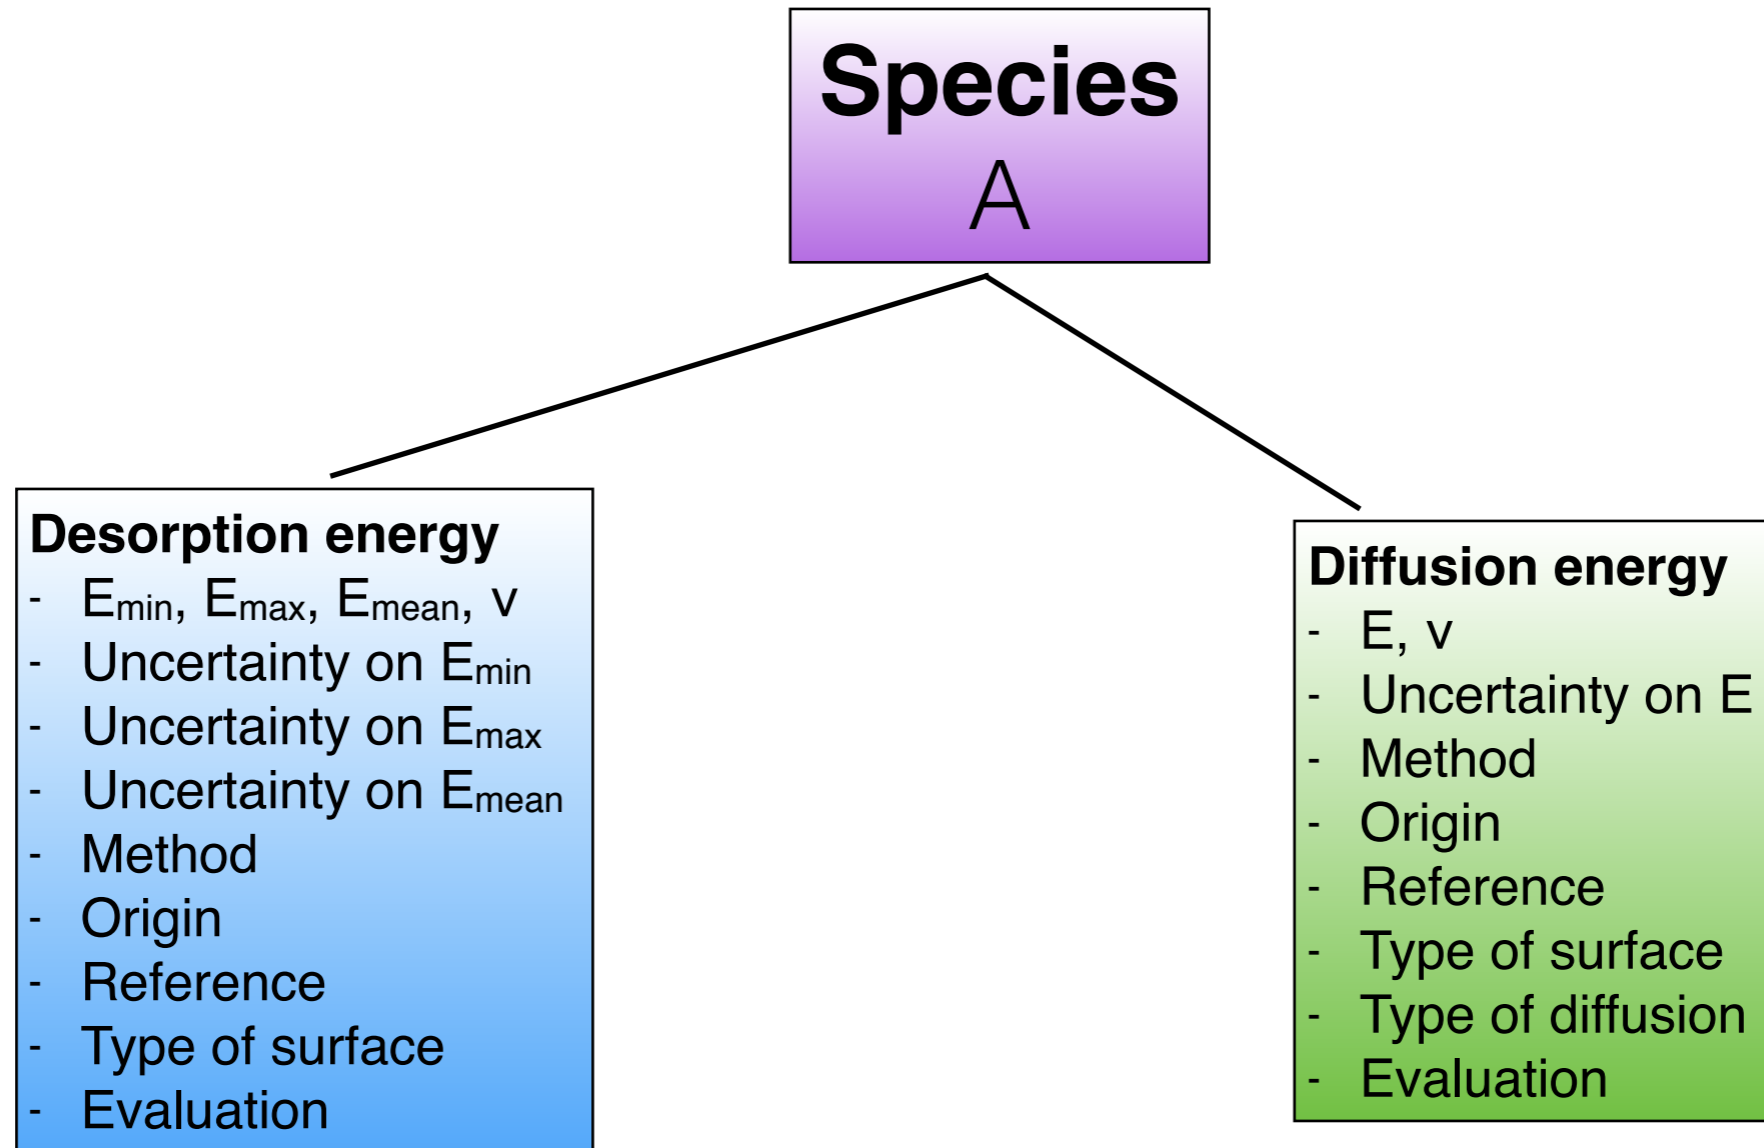 Species
A
Desorption energy
- Emin, Emax, Emean, ν
- Uncertainty on Emin
- Uncertainty on Emax
- Uncertainty on Emean
- Method
- Origin
- Reference
- Type of surface
- Evaluation
Diffusion energy
- E, ν
- Uncertainty on E
- Method
- Origin
- Reference
- Type of surface
- Type of diffusion
- Evaluation